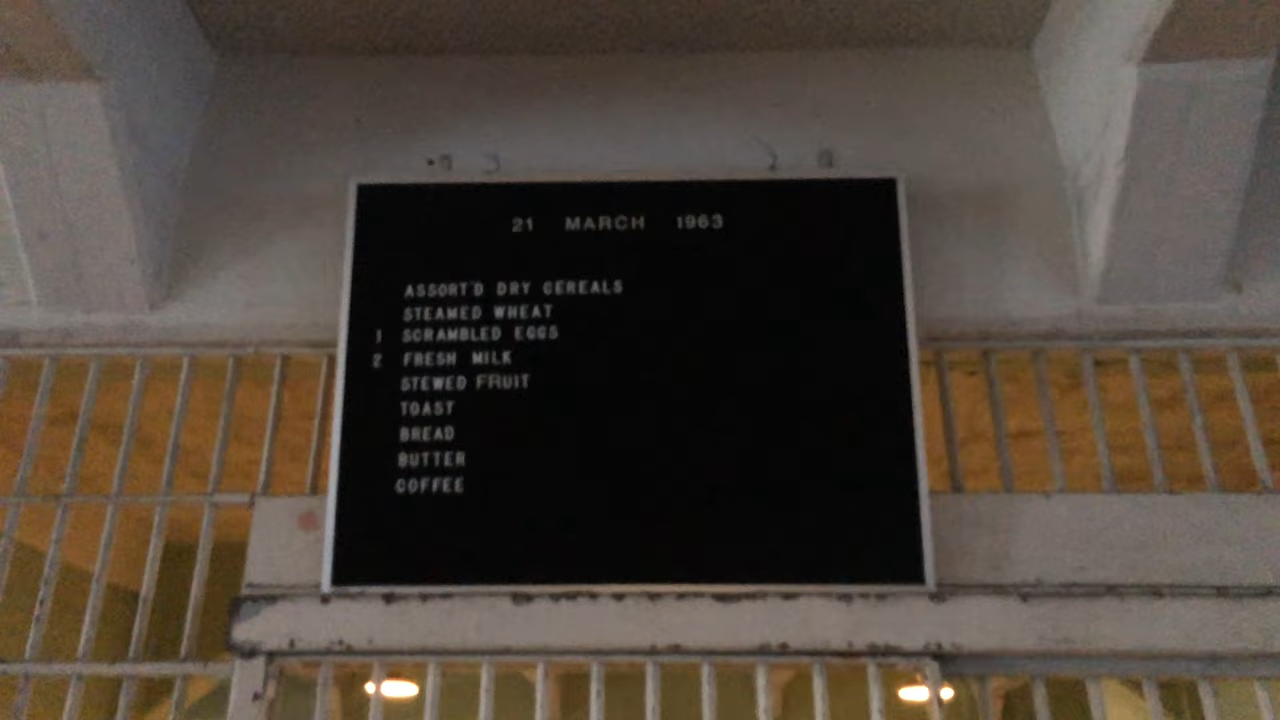 21 MARCH 1963
ASSORT'D DRY CEREALS
STEAMED WHEAT
1 SCRAMBLED EGGS
2 FRESH MILK
STEWED FRUIT
TOAST
BREAD
BUTTER
COFFEE